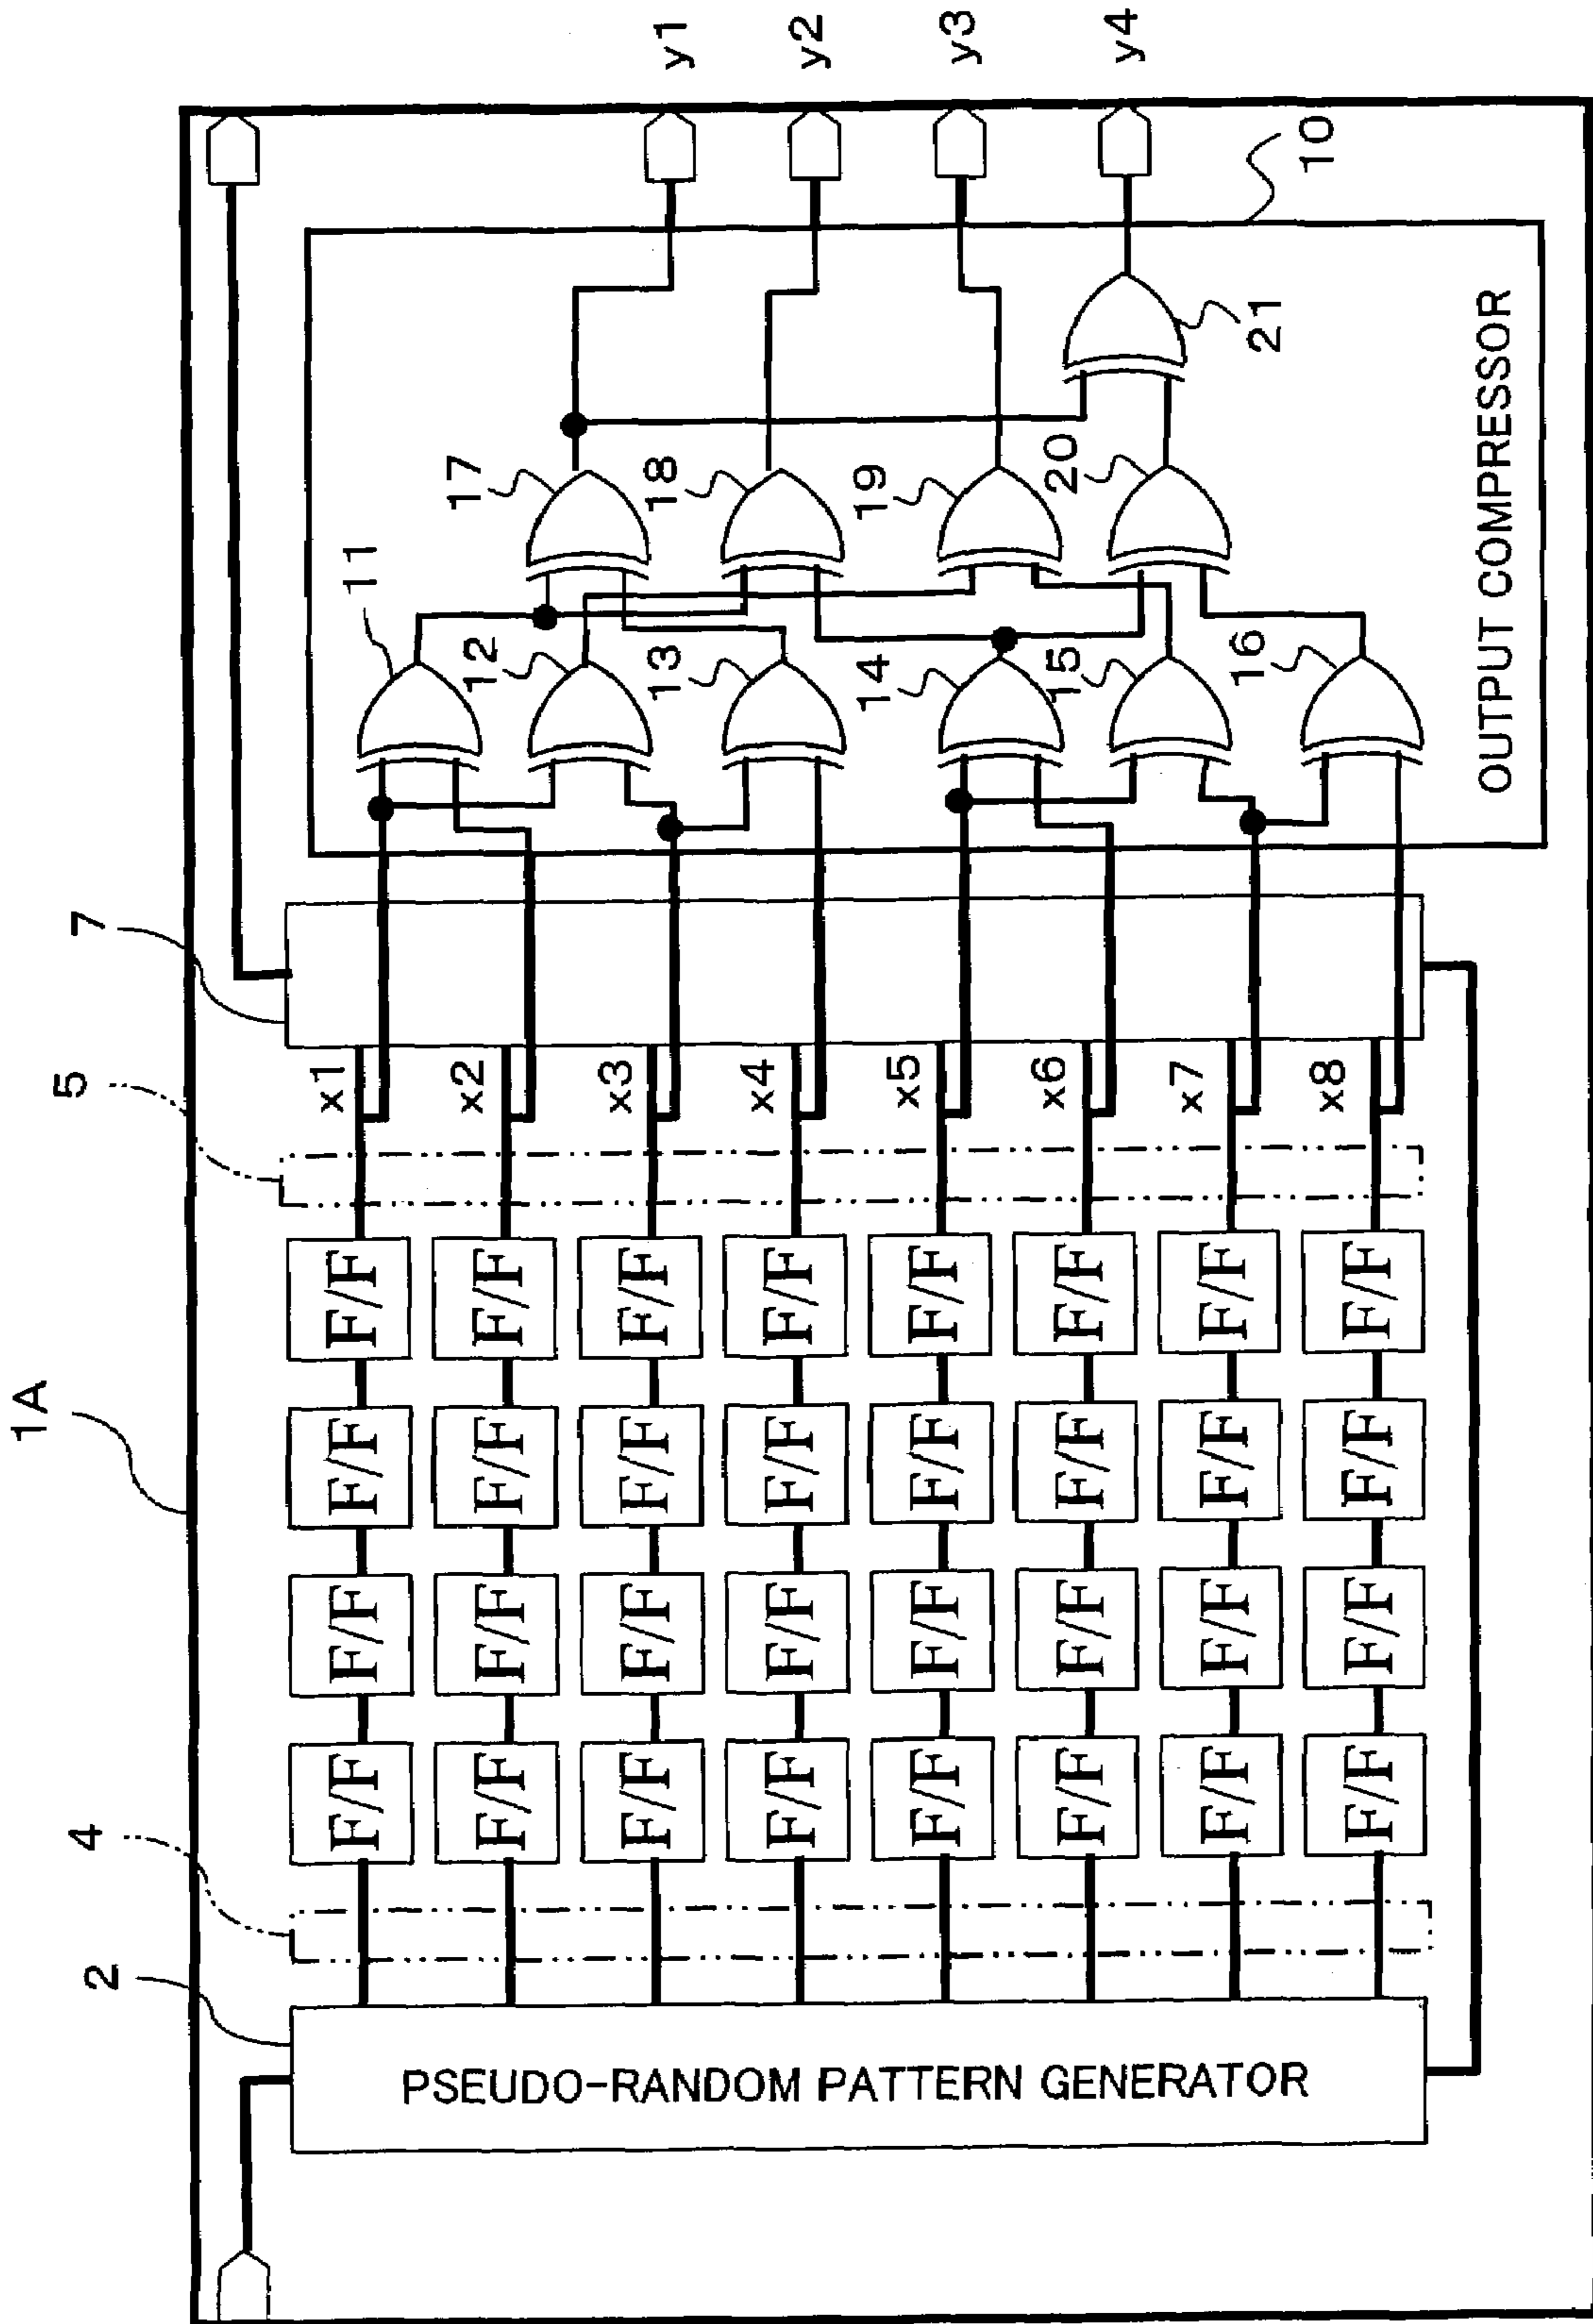 1A
2
4
5
7
PSEUDO-RANDOM PATTERN GENERATOR
F/F F/F F/F F/F x1
F/F F/F F/F F/F x2
F/F F/F F/F F/F x3
F/F F/F F/F F/F x4
F/F F/F F/F F/F x5
F/F F/F F/F F/F x6
F/F F/F F/F F/F x7
F/F F/F F/F F/F x8
11
12
13
14
15
16
17
18
19
20
21
OUTPUT COMPRESSOR
10
y1
y2
y3
y4